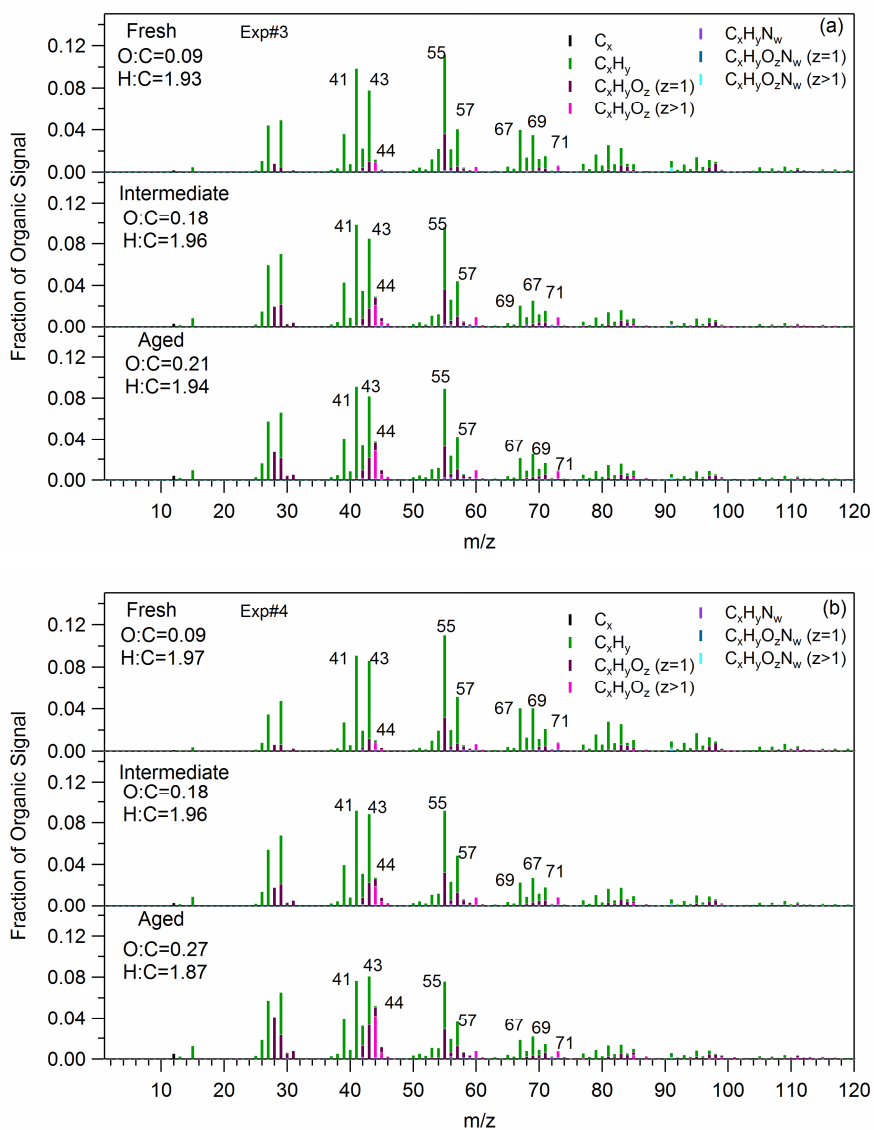 Fresh
O:C=0.09
H:C=1.93
Exp#3
(a)
Cx
CxHy
CxHyOz (z=1)
CxHyOz (z>1)
CxHyNw
CxHyOzNw (z=1)
CxHyOzNw (z>1)
0.12
0.08
0.04
0.00
41
43
44
55
57
67
69
71
Intermediate
O:C=0.18
H:C=1.96
0.12
0.08
0.04
0.00
41
43
44
55
57
69
67
71
Aged
O:C=0.21
H:C=1.94
0.12
0.08
0.04
0.00
41
43
44
55
57
67
69
71
Fraction of Organic Signal
10 20 30 40 50 60 70 80 90 100 110 120
m/z
Fresh
O:C=0.09
H:C=1.97
Exp#4
(b)
Cx
CxHy
CxHyOz (z=1)
CxHyOz (z>1)
CxHyNw
CxHyOzNw (z=1)
CxHyOzNw (z>1)
0.12
0.08
0.04
0.00
41
43
44
55
57
67
69
71
Intermediate
O:C=0.18
H:C=1.96
0.12
0.08
0.04
0.00
41
43
44
55
57
69
67
71
Aged
O:C=0.27
H:C=1.87
0.12
0.08
0.04
0.00
41
43
44
55
57
67
69
71
Fraction of Organic Signal
10 20 30 40 50 60 70 80 90 100 110 120
m/z